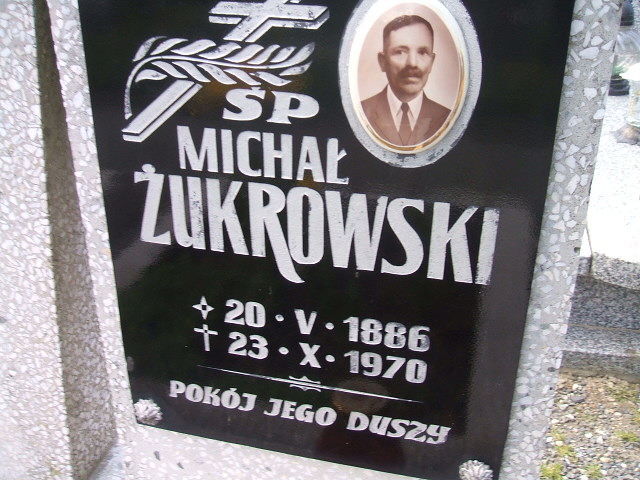 ŚP
MICHAŁ
ŻUKROWSKI
20 · V · 1886
23 · X · 1970
POKÓJ JEGO DUSZY